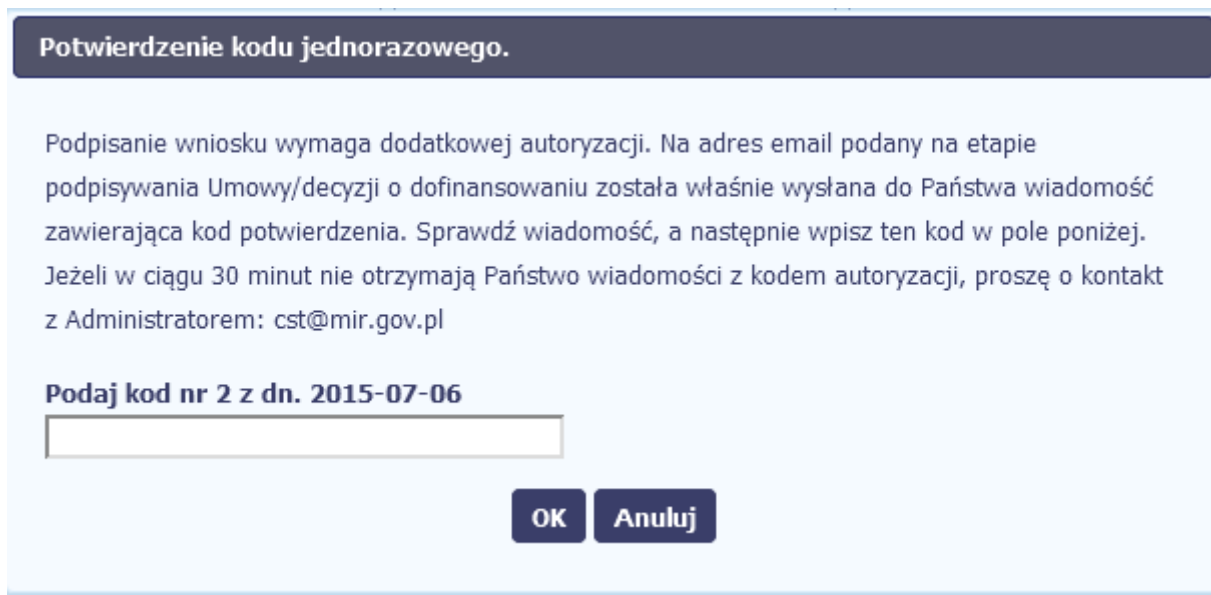 Potwierdzenie kodu jednorazowego.
Podpisanie wniosku wymaga dodatkowej autoryzacji. Na adres email podany na etapie
podpisywania Umowy/decyzji o dofinansowaniu została właśnie wysłana do Państwa wiadomość
zawierająca kod potwierdzenia. Sprawdź wiadomość, a następnie wpisz ten kod w pole poniżej.
Jeżeli w ciągu 30 minut nie otrzymają Państwo wiadomości z kodem autoryzacji, proszę o kontakt
z Administratorem: cst@mir.gov.pl
Podaj kod nr 2 z dn. 2015-07-06
OK Anuluj